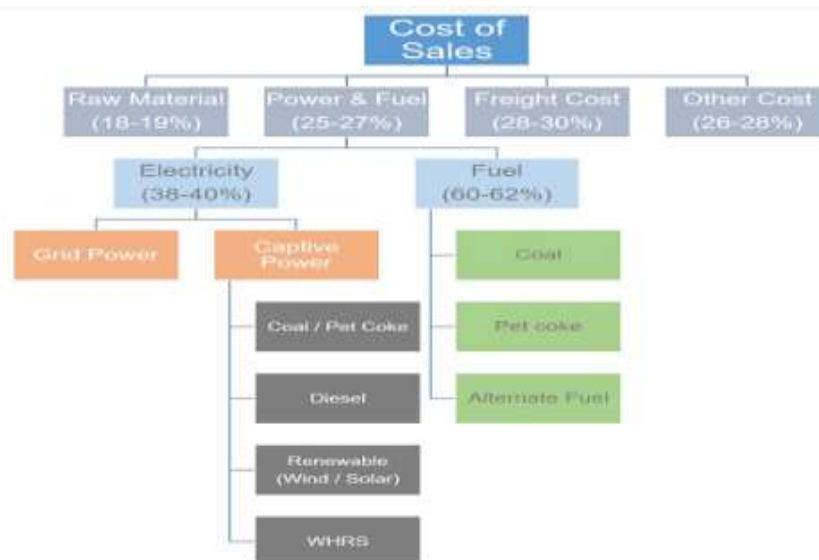 Cost of
Sales
Raw Material
(18-19%)
Power & Fuel
(25-27%)
Freight Cost
(28-30%)
Other Cost
(26-28%)
Electricity
(38-40%)
Fuel
(60-62%)
Grid Power
Captive
Power
Coal
Coal / Pet Coke
Pet coke
Diesel
Alternate Fuel
Renewable
(Wind / Solar)
WHRS